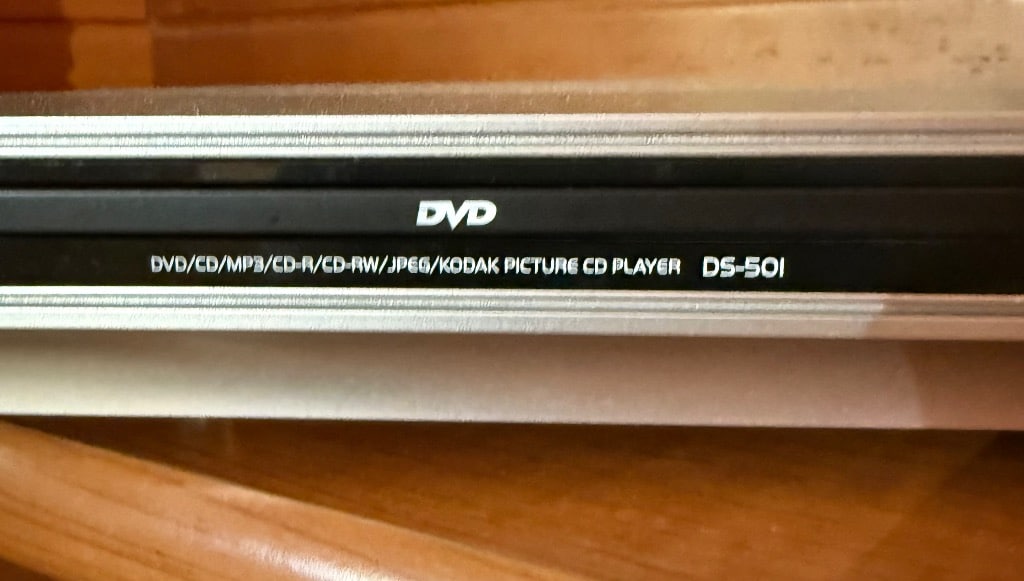 DVD
DVD/CD/MP3/CD-R/CD-RW/JPEG/KODAK PICTURE CD PLAYER DS-501